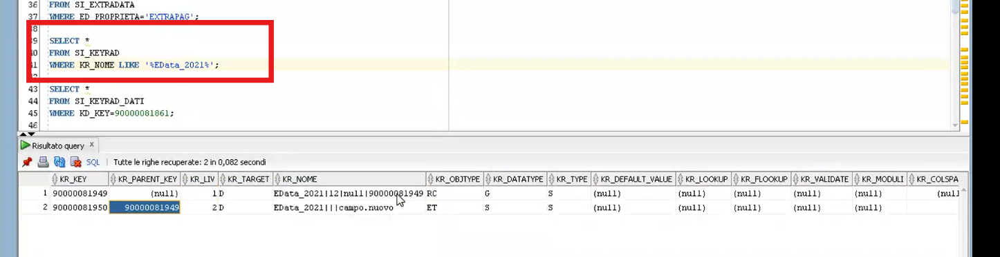 36 FROM SI_EXTRADATA
37 WHERE ED_PROPRIETA='EXTRAPAG';
38
39 SELECT *
40 FROM SI_KEYRAD
41 WHERE KR_NOME LIKE '%EData_2021%';
43 SELECT *
44 FROM SI_KEYRAD_DATI
45 WHERE KD_KEY=90000081861;
46
Risultato query x
SQL | Tutte le righe recuperate: 2 in 0,082 secondi
KR_KEY KR_PARENT_KEY KR_LIV KR_TARGET KR_NOME KR_OBJTYPE KR_DATATYPE KR_TYPE KR_DEFAULT_VALUE KR_LOOKUP KR_FLOOKUP KR_VALIDATE KR_MODULI KR_COLSPA
1 90000081949 (null) 1 D EData_2021|12|null|90000081949 RC G S (null) (null) (null) (null) (null) (null
2 90000081950 90000081949 2 D EData_2021|||campo.nuovo ET S S (null) (null) (null) (null) (null)